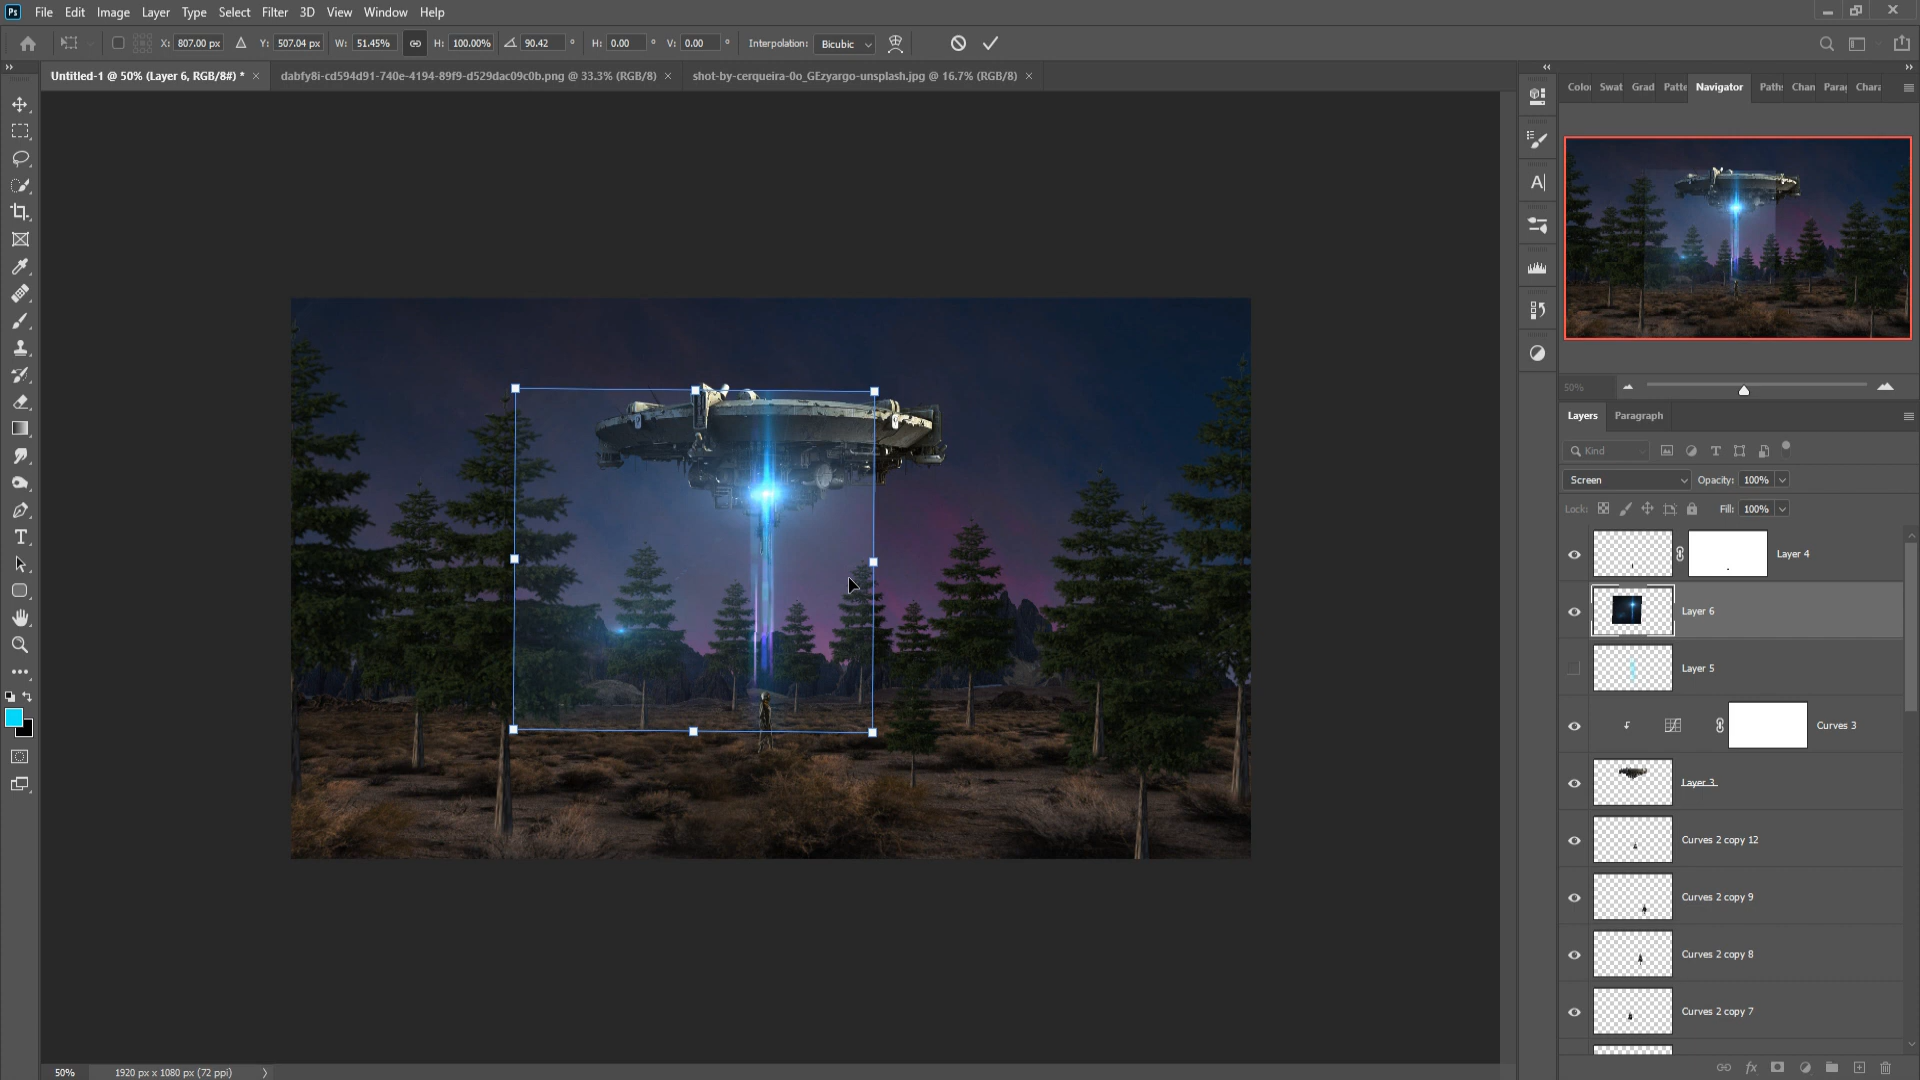 Ps File Edit Image Layer Type Select Filter 3D View Window Help
X: 807.00 px Y: 507.04 px W: 51.45% H: 100.00% 90.42 ° H: 0.00 ° V: 0.00 ° Interpolation: Bicubic
Untitled-1 @ 50% (Layer 6, RGB/8#) * × dabfy8i-cd594d91-740e-4194-89f9-d529dac09c0b.png @ 33.3% (RGB/8) × shot-by-cerqueira-0o_GEzyargo-unsplash.jpg @ 16.7% (RGB/8) ×
Colo Swat Grad Patte Navigator Paths Chan Para Chara
50%
Layers Paragraph
Kind
Screen Opacity: 100%
Lock: Fill: 100%
Layer 4
Layer 6
Layer 5
Curves 3
Layer 3
Curves 2 copy 12
Curves 2 copy 9
Curves 2 copy 8
Curves 2 copy 7
fx
50% 1920 px x 1080 px (72 ppi)